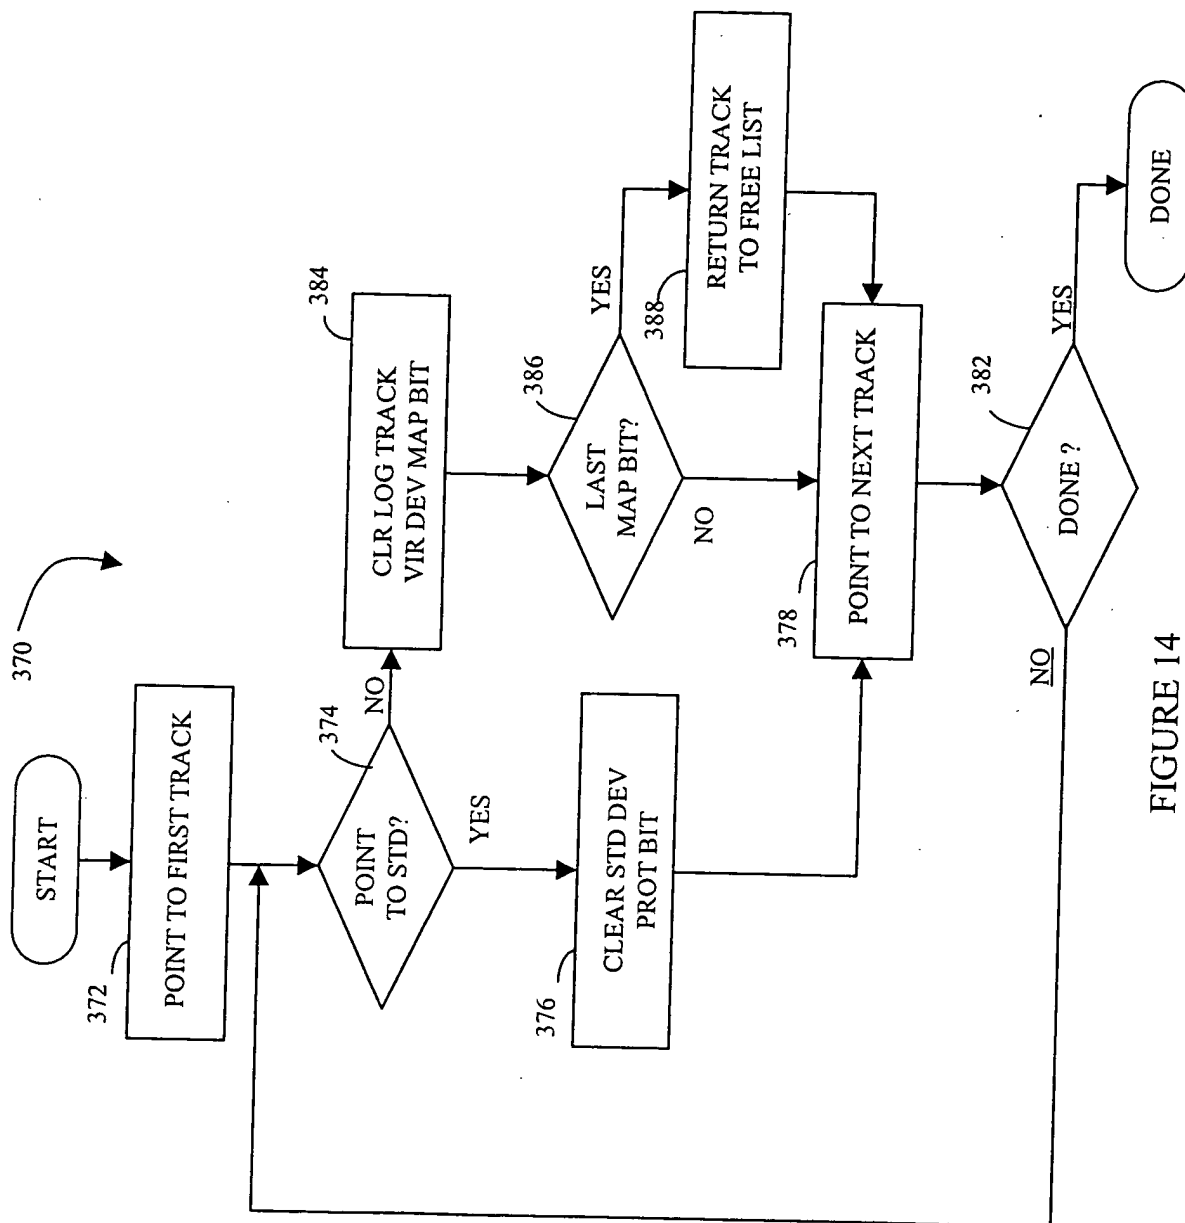 370
START
372
POINT TO FIRST TRACK
374
POINT
TO STD?
NO
YES
384
CLR LOG TRACK
VIR DEV MAP BIT
376
CLEAR STD DEV
PROT BIT
386
LAST
MAP BIT?
YES
NO
388
RETURN TRACK
TO FREE LIST
378
POINT TO NEXT TRACK
382
DONE ?
NO
YES
DONE
FIGURE 14